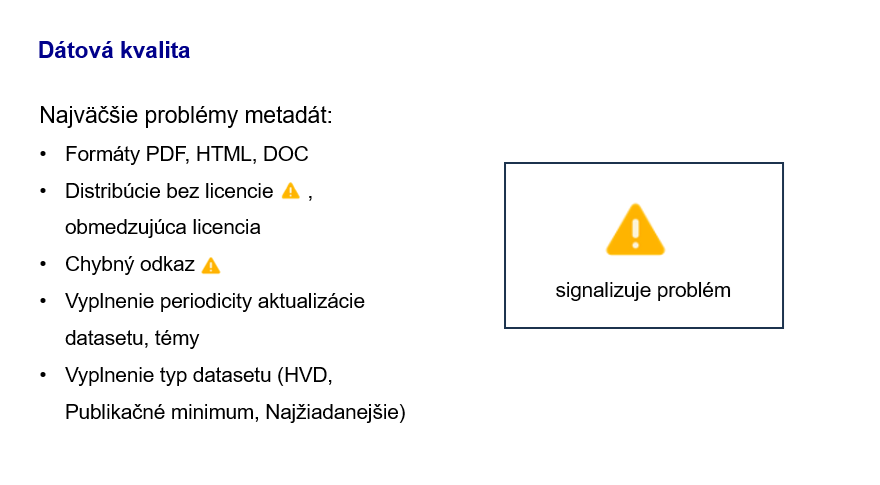 Dátová kvalita
Najväčšie problémy metadát:
• Formáty PDF, HTML, DOC
• Distribúcie bez licencie ⚠ ,
obmedzujúca licencia
• Chybný odkaz ⚠
• Vyplnenie periodicity aktualizácie
datasetu, témy
• Vyplnenie typ datasetu (HVD,
Publikačné minimum, Najžiadanejšie)
signalizuje problém